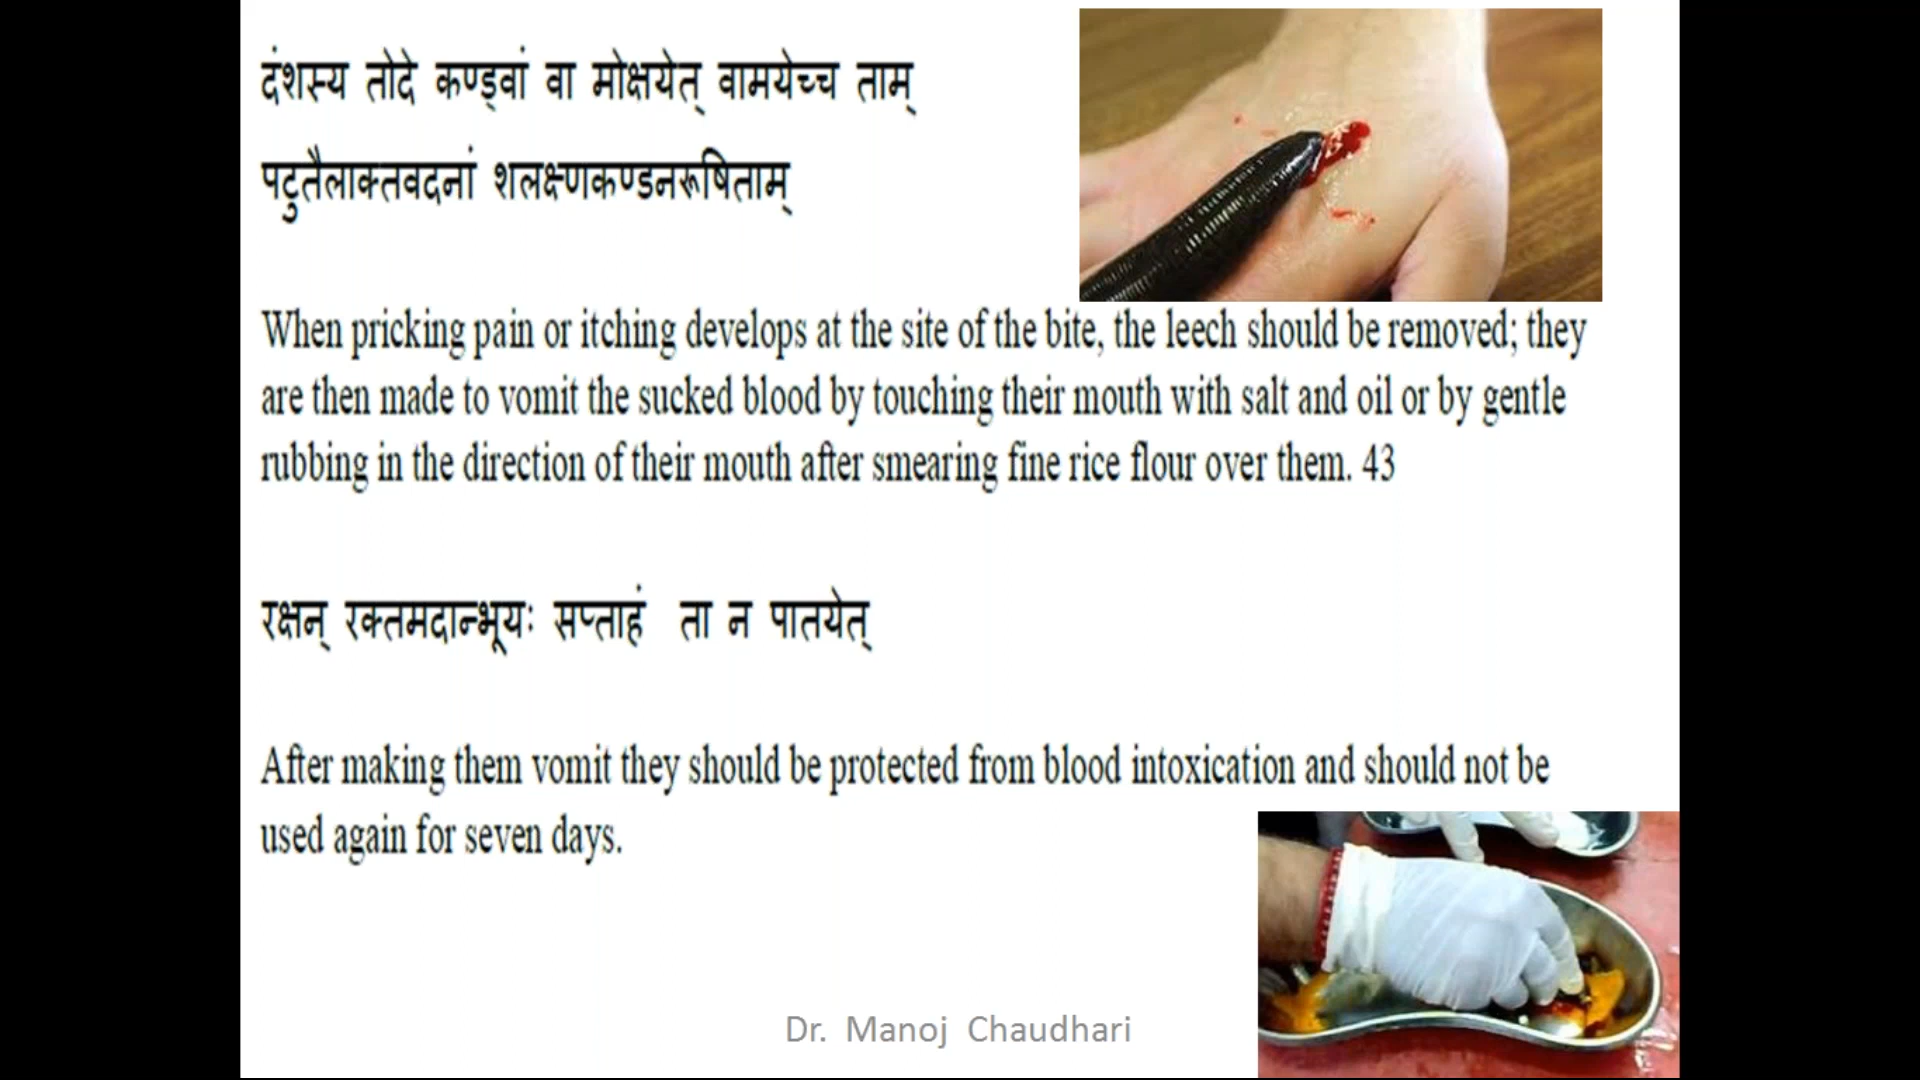 दंशस्य तोदे कण्ड्वां वा मोक्षयेत् वामयेच्च ताम्
पटुतैलाक्तवदनां शलक्ष्णकण्डनरूषिताम्
When pricking pain or itching develops at the site of the bite, the leech should be removed; they
are then made to vomit the sucked blood by touching their mouth with salt and oil or by gentle
rubbing in the direction of their mouth after smearing fine rice flour over them. 43
रक्षन् रक्तमदान्भूयः सप्ताहं ता न पातयेत्
After making them vomit they should be protected from blood intoxication and should not be
used again for seven days.
Dr. Manoj Chaudhari